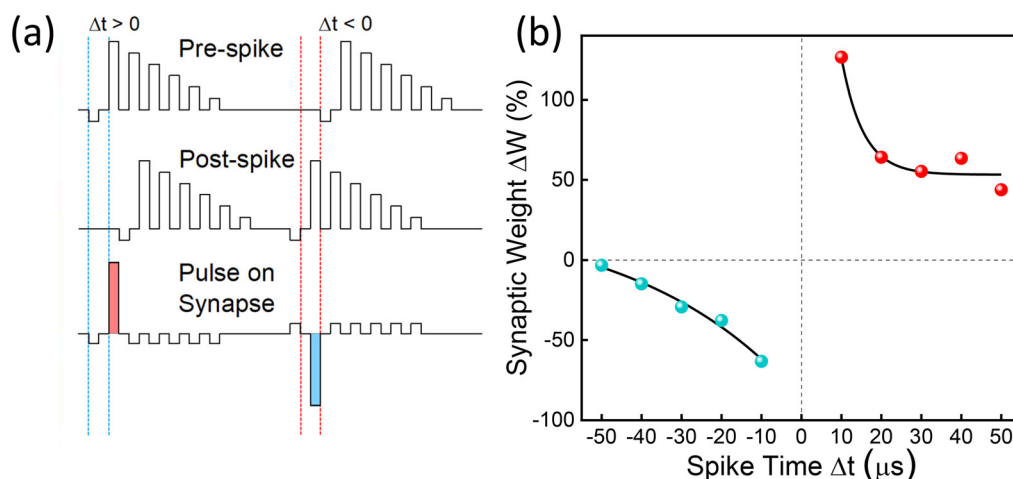 (a)
Δt > 0
Δt < 0
Pre-spike
Post-spike
Pulse on
Synapse
(b)
Synaptic Weight ΔW (%)
100
50
0
-50
-100
-50 -40 -30 -20 -10 0 10 20 30 40 50
Spike Time Δt (μs)